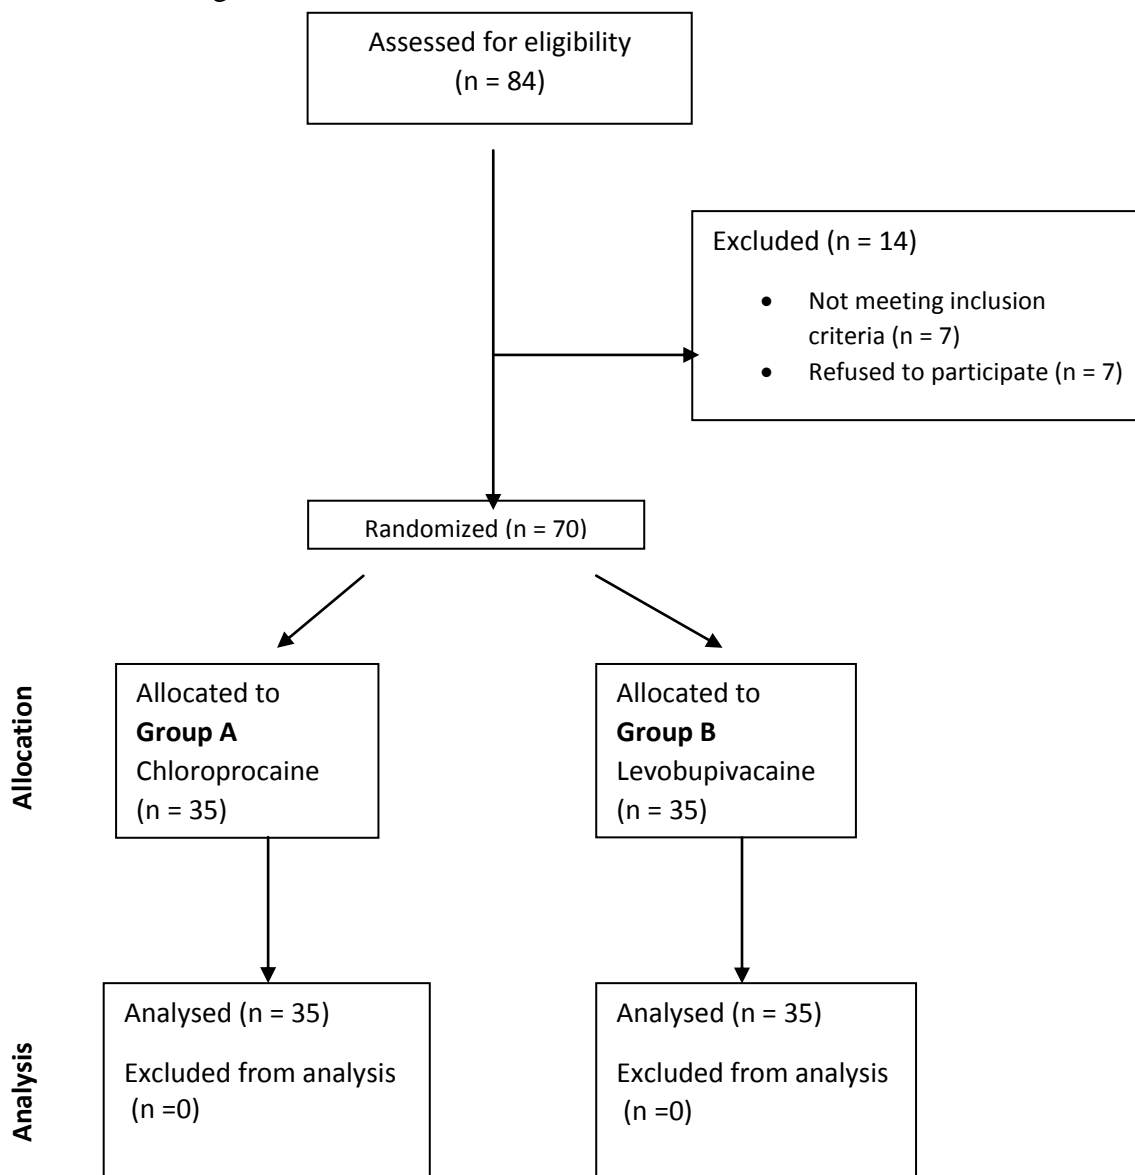 Assessed for eligibility
(n = 84)
Excluded (n = 14)
• Not meeting inclusion
criteria (n = 7)
• Refused to participate (n = 7)
Randomized (n = 70)
Allocation
Allocated to
Group A
Chloroprocaine
(n = 35)
Allocated to
Group B
Levobupivacaine
(n = 35)
Analysis
Analysed (n = 35)
Excluded from analysis
(n =0)
Analysed (n = 35)
Excluded from analysis
(n =0)